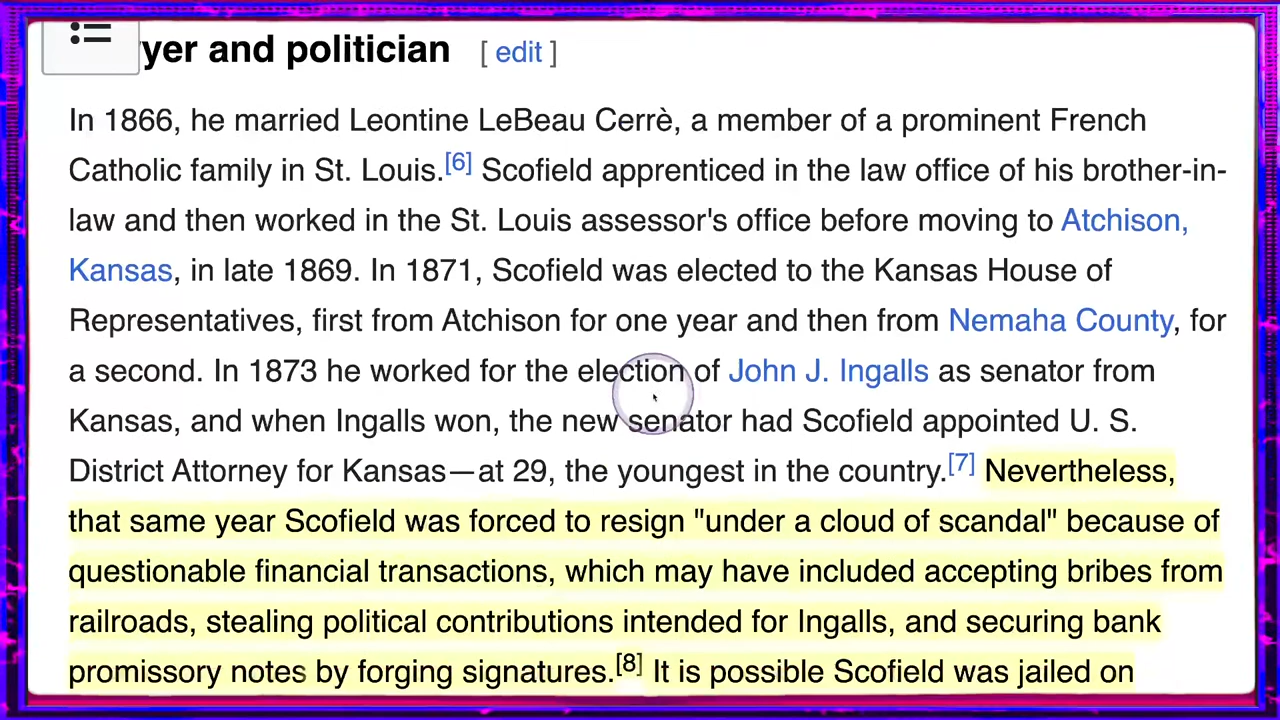 yer and politician [ edit ]
In 1866, he married Leontine LeBeau Cerrè, a member of a prominent French
Catholic family in St. Louis.[6] Scofield apprenticed in the law office of his brother-in-
law and then worked in the St. Louis assessor's office before moving to Atchison,
Kansas, in late 1869. In 1871, Scofield was elected to the Kansas House of
Representatives, first from Atchison for one year and then from Nemaha County, for
a second. In 1873 he worked for the election of John J. Ingalls as senator from
Kansas, and when Ingalls won, the new senator had Scofield appointed U. S.
District Attorney for Kansas—at 29, the youngest in the country.[7] Nevertheless,
that same year Scofield was forced to resign "under a cloud of scandal" because of
questionable financial transactions, which may have included accepting bribes from
railroads, stealing political contributions intended for Ingalls, and securing bank
promissory notes by forging signatures.[8] It is possible Scofield was jailed on